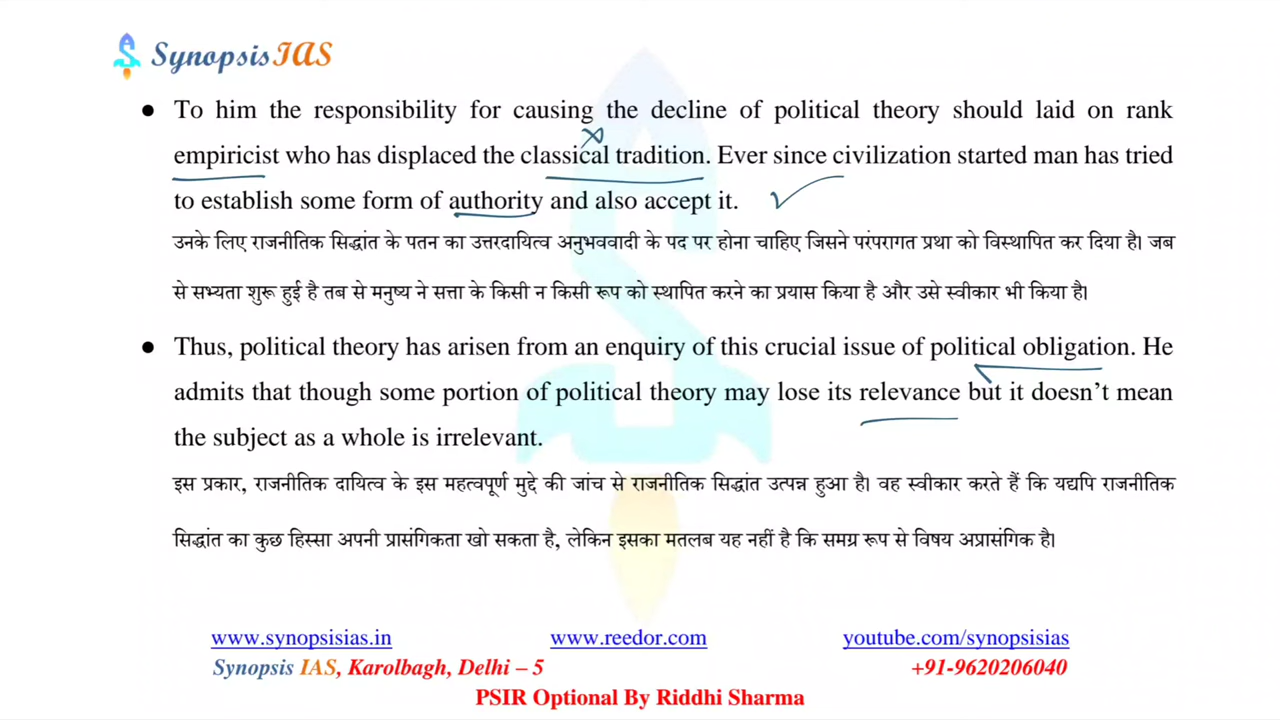 Synopsis IAS
● To him the responsibility for causing the decline of political theory should laid on rank
empiricist who has displaced the classical tradition. Ever since civilization started man has tried
to establish some form of authority and also accept it.
उनके लिए राजनीतिक सिद्धांत के पतन का उत्तरदायित्व अनुभववादी के पद पर होना चाहिए जिसने परंपरागत प्रथा को विस्थापित कर दिया है। जब
से सभ्यता शुरू हुई है तब से मनुष्य ने सत्ता के किसी न किसी रूप को स्थापित करने का प्रयास किया है और उसे स्वीकार भी किया है।
● Thus, political theory has arisen from an enquiry of this crucial issue of political obligation. He
admits that though some portion of political theory may lose its relevance but it doesn’t mean
the subject as a whole is irrelevant.
इस प्रकार, राजनीतिक दायित्व के इस महत्वपूर्ण मुद्दे की जांच से राजनीतिक सिद्धांत उत्पन्न हुआ है। वह स्वीकार करते हैं कि यद्यपि राजनीतिक
सिद्धांत का कुछ हिस्सा अपनी प्रासंगिकता खो सकता है, लेकिन इसका मतलब यह नहीं है कि समग्र रूप से विषय अप्रासंगिक है।
www.synopsisias.in www.reedor.com youtube.com/synopsisias
Synopsis IAS, Karolbagh, Delhi – 5 +91-9620206040
PSIR Optional By Riddhi Sharma